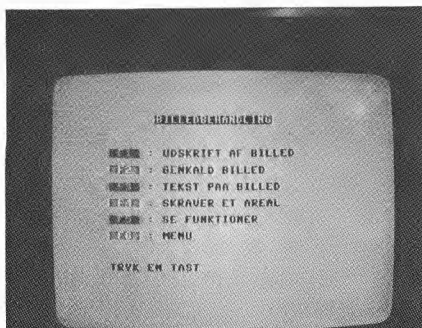 BILLEDBEHANDLING
: UDSKRIFT AF BILLED
: GENKALD BILLED
: TEKST PAA BILLED
: SKRAVER ET AREAL
: SE FUNKTIONER
: MENU
TRYK EN TAST